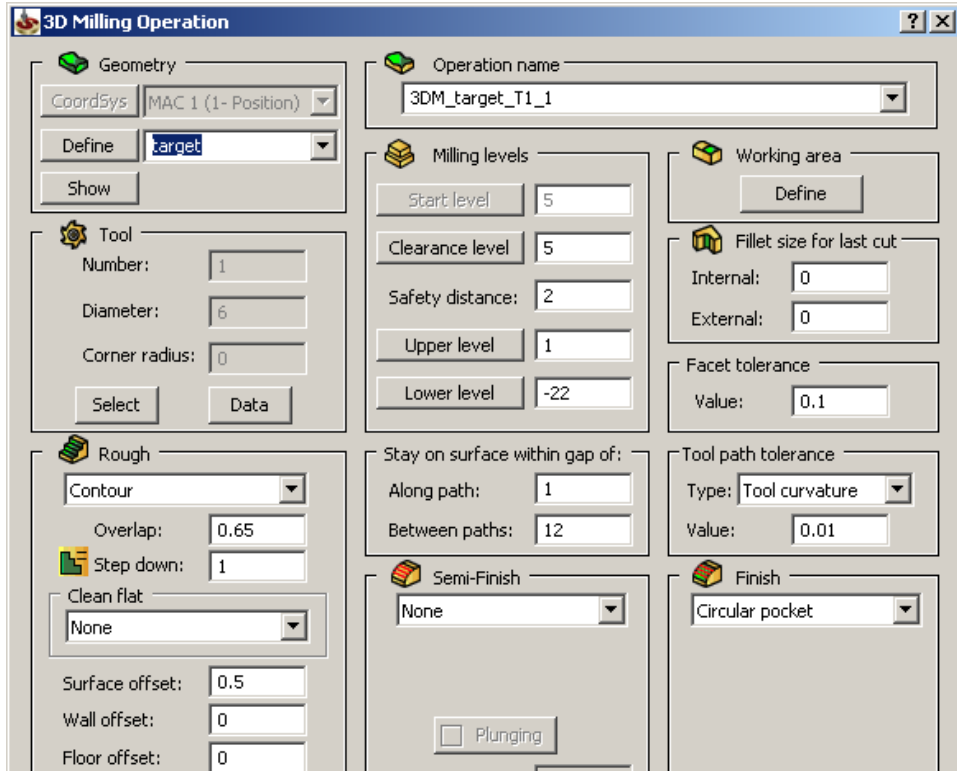 3D Milling Operation
? X
Geometry
CoordSys MAC 1 (1- Position)
Define target
Show
Operation name
3DM_target_T1_1
Tool
Number: 1
Diameter: 6
Corner radius: 0
Select Data
Milling levels
Start level 5
Clearance level 5
Safety distance: 2
Upper level 1
Lower level -22
Working area
Define
Fillet size for last cut
Internal: 0
External: 0
Facet tolerance
Value: 0.1
Rough
Contour
Overlap: 0.65
Step down: 1
Clean flat
None
Surface offset: 0.5
Wall offset: 0
Floor offset: 0
Stay on surface within gap of:
Along path: 1
Between paths: 12
Tool path tolerance
Type: Tool curvature
Value: 0.01
Semi-Finish
None
Plunging
Finish
Circular pocket